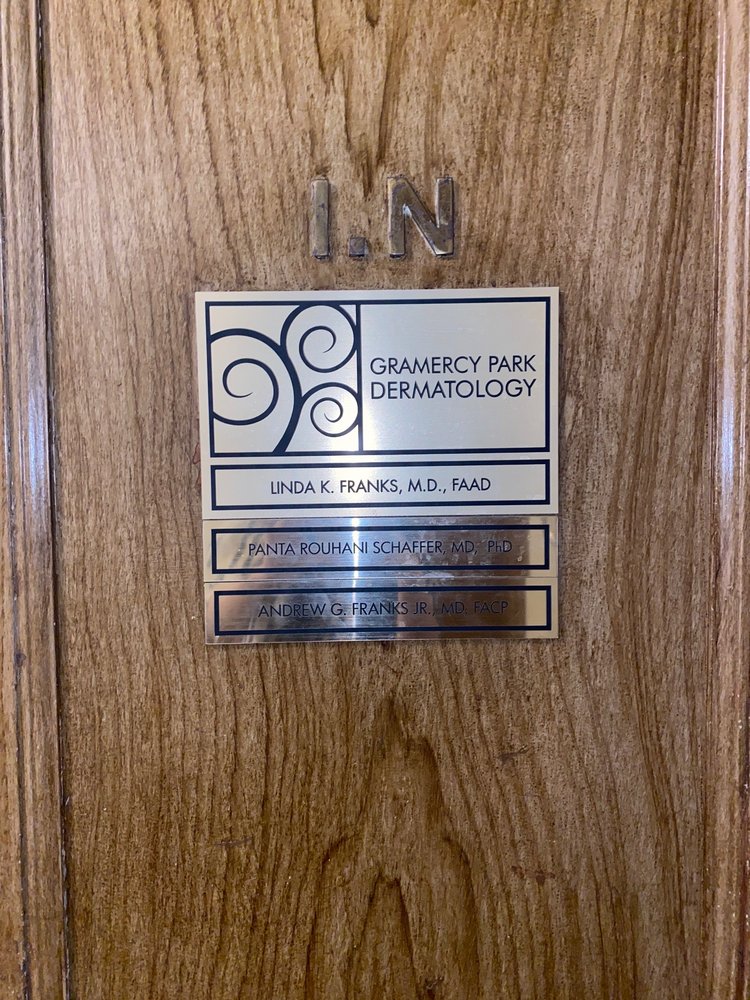 1.N
GRAMERCY PARK
DERMATOLOGY
LINDA K. FRANKS, M.D., FAAD
PANTA ROUHANI SCHAFFER, MD, PhD
ANDREW G. FRANKS JR., MD. FACP